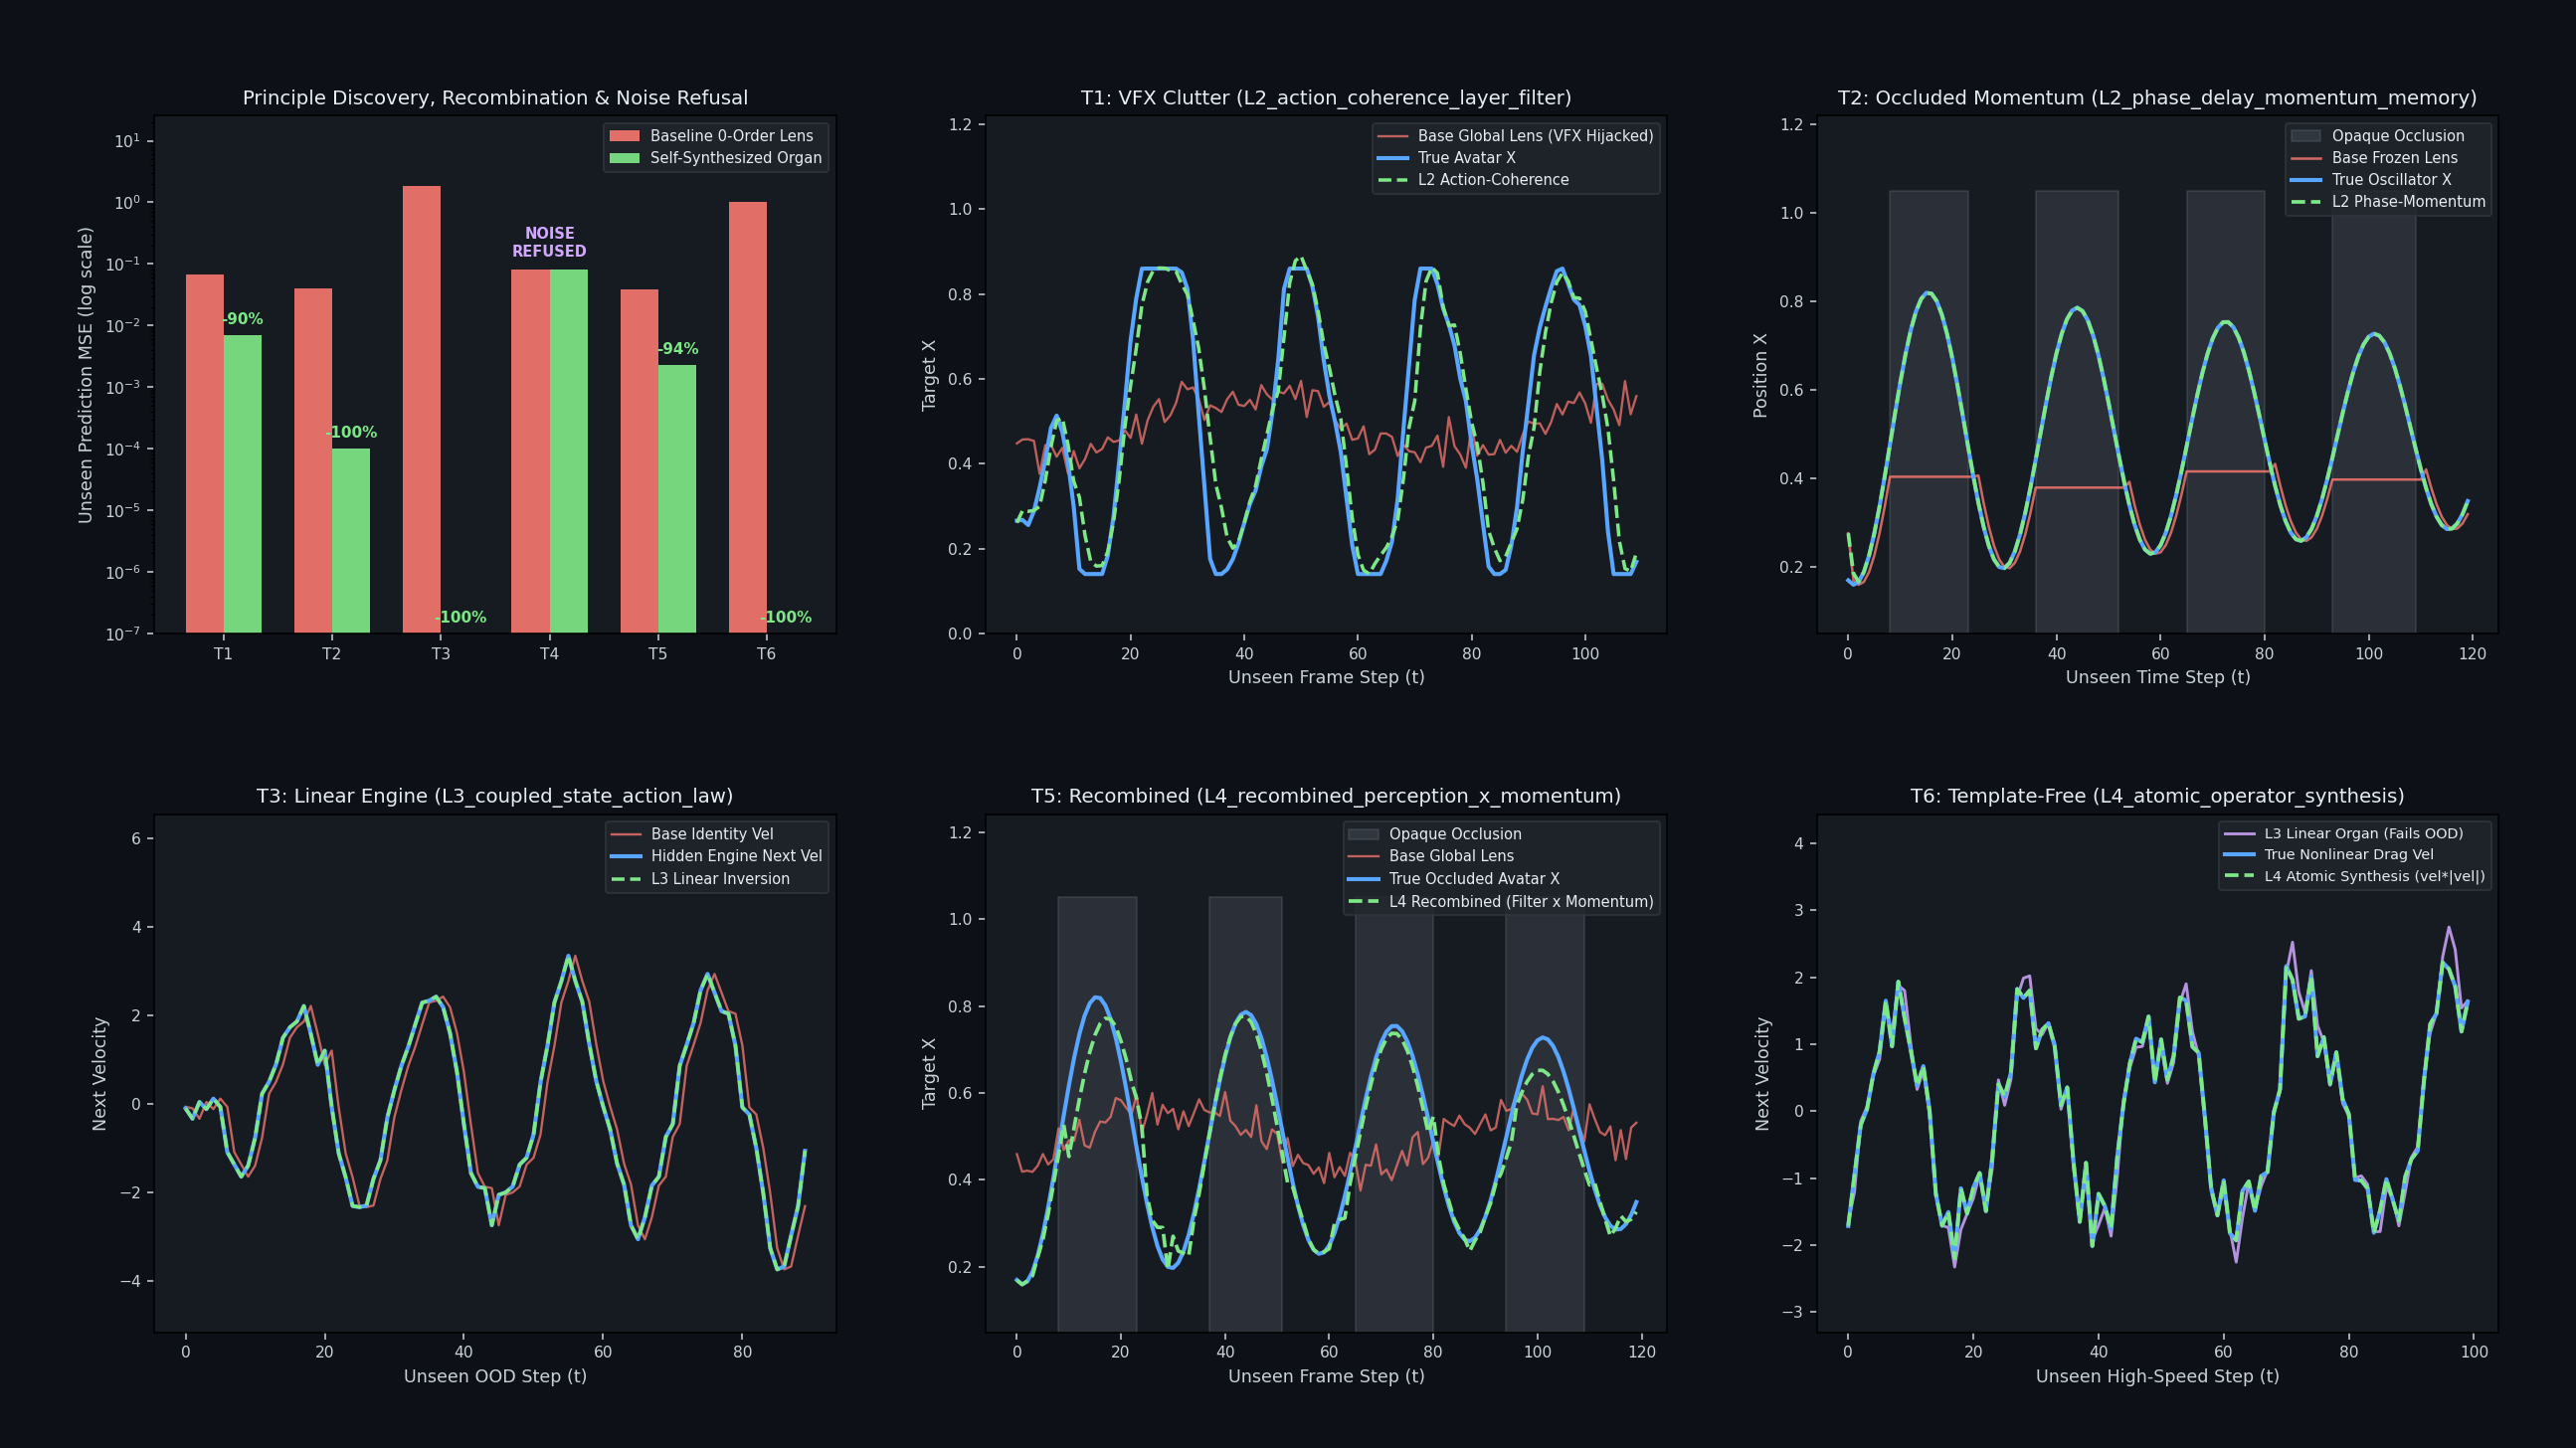 Principle Discovery, Recombination & Noise Refusal
Unseen Prediction MSE (log scale)
10¹
10⁰
10⁻¹
10⁻²
10⁻³
10⁻⁴
10⁻⁵
10⁻⁶
10⁻⁷
Baseline 0-Order Lens
Self-Synthesized Organ
NOISE
REFUSED
-90%
-100%
-100%
-94%
-100%
T1 T2 T3 T4 T5 T6
T1: VFX Clutter (L2_action_coherence_layer_filter)
Target X
1.2
1.0
0.8
0.6
0.4
0.2
0.0
Base Global Lens (VFX Hijacked)
True Avatar X
L2 Action-Coherence
0 20 40 60 80 100
Unseen Frame Step (t)
T2: Occluded Momentum (L2_phase_delay_momentum_memory)
Position X
1.2
1.0
0.8
0.6
0.4
0.2
Opaque Occlusion
Base Frozen Lens
True Oscillator X
L2 Phase-Momentum
0 20 40 60 80 100 120
Unseen Time Step (t)
T3: Linear Engine (L3_coupled_state_action_law)
Next Velocity
6
4
2
0
−2
−4
Base Identity Vel
Hidden Engine Next Vel
L3 Linear Inversion
0 20 40 60 80
Unseen OOD Step (t)
T5: Recombined (L4_recombined_perception_x_momentum)
Target X
1.2
1.0
0.8
0.6
0.4
0.2
Opaque Occlusion
Base Global Lens
True Occluded Avatar X
L4 Recombined (Filter x Momentum)
0 20 40 60 80 100 120
Unseen Frame Step (t)
T6: Template-Free (L4_atomic_operator_synthesis)
Next Velocity
4
3
2
1
0
−1
−2
−3
L3 Linear Organ (Fails OOD)
True Nonlinear Drag Vel
L4 Atomic Synthesis (vel*|vel|)
0 20 40 60 80 100
Unseen High-Speed Step (t)